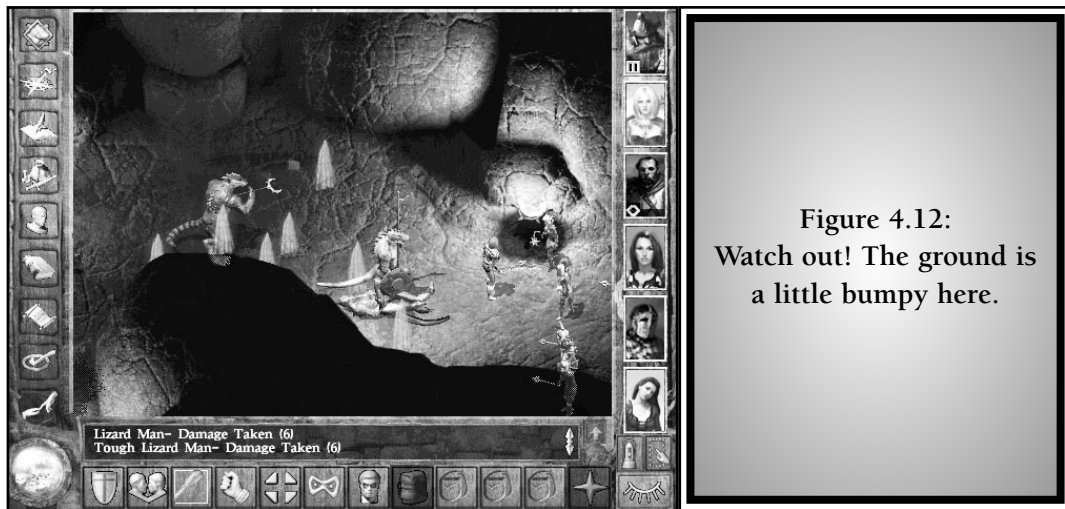 Lizard Man- Damage Taken (6)
Tough Lizard Man- Damage Taken (6)
Figure 4.12:
Watch out! The ground is
a little bumpy here.